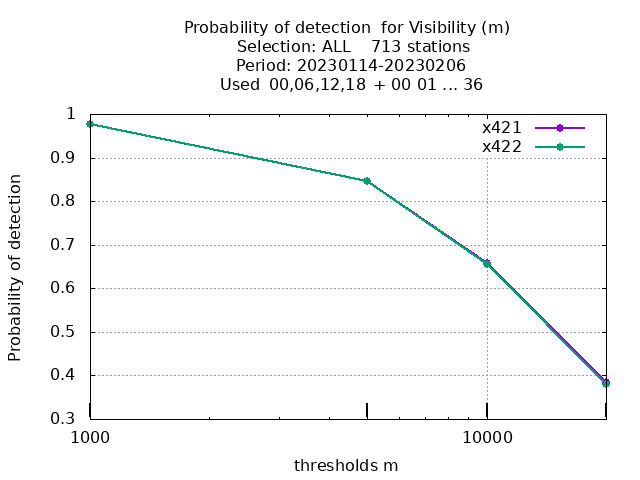 Probability of detection for Visibility (m)
Selection: ALL 713 stations
Period: 20230114-20230206
Used 00,06,12,18 + 00 01 ... 36
x421
x422
1
0.9
0.8
0.7
0.6
0.5
0.4
0.3
Probability of detection
1000
10000
thresholds m